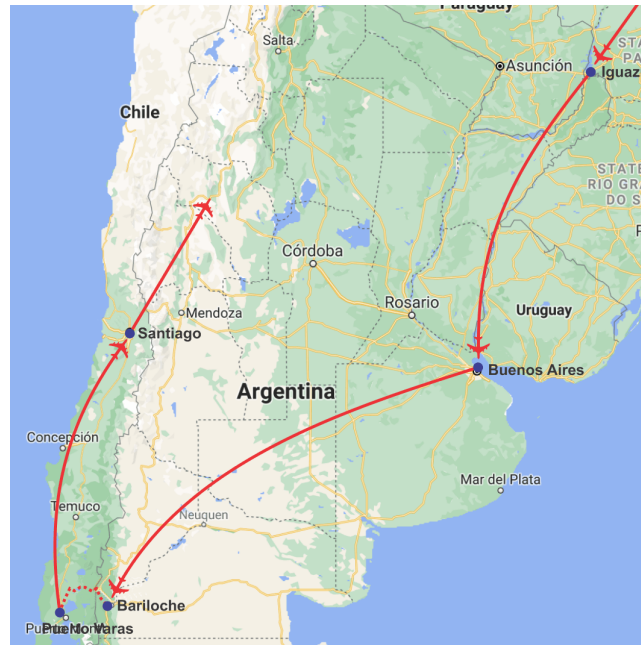 Paraguay
Salta
Asunción
STA
PA
Iguaz
Chile
STATE
RIO GRA
DO S
Córdoba
Rosario
Uruguay
Mendoza
Santiago
Buenos Aires
Argentina
Concepción
Mar del Plata
Temuco
Neuquen
Bariloche
Puerto Varas